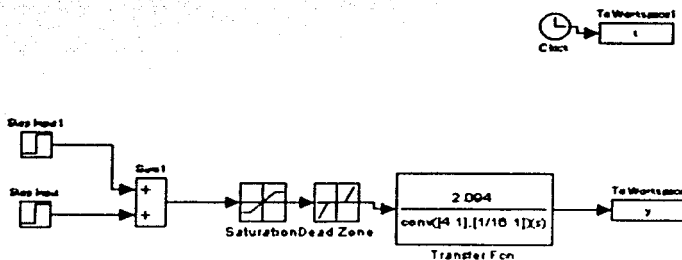 To Workspace1
t
Clock
Step Input1
Sum1
+
+
Step Input
Saturation
Dead Zone
2.094
conv([4 1],[1/16 1])(s)
Transfer Fcn
To Workspace
y